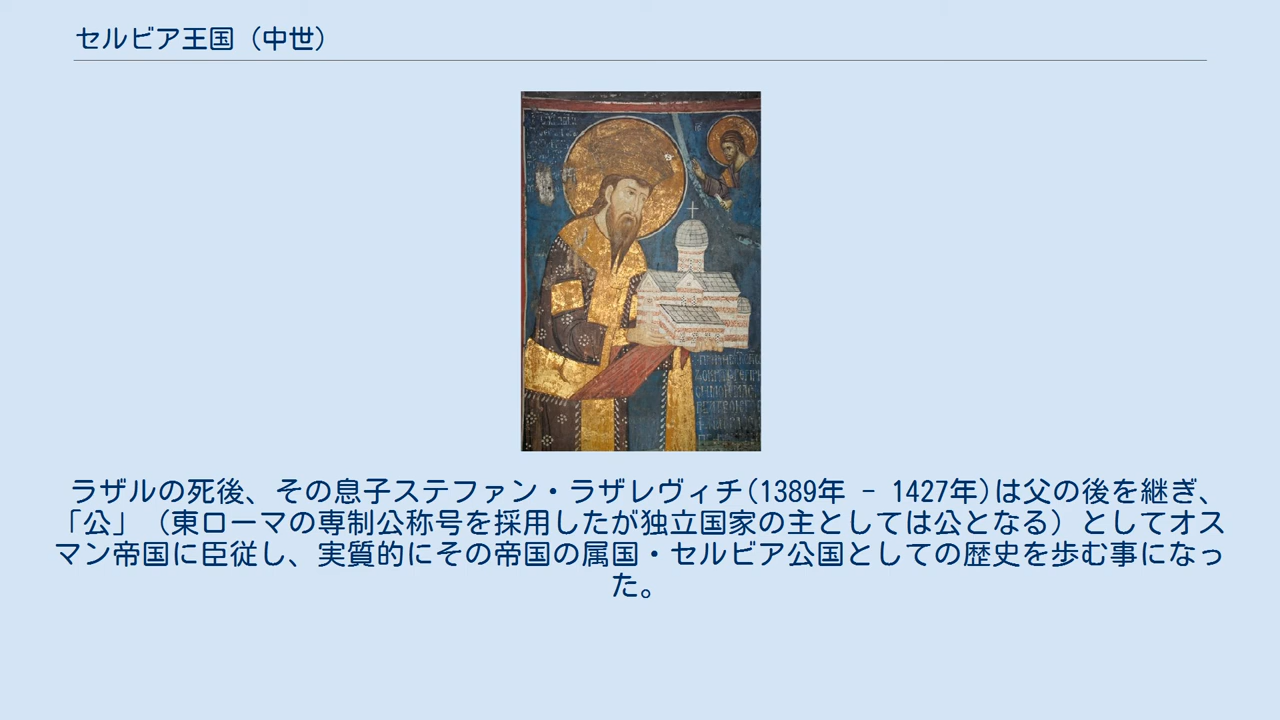 セルビア王国（中世）
ラザルの死後、その息子ステファン・ラザレヴィチ(1389年 - 1427年)は父の後を継ぎ、
「公」（東ローマの専制公称号を採用したが独立国家の主としては公となる）としてオス
マン帝国に臣従し、実質的にその帝国の属国・セルビア公国としての歴史を歩む事になっ
た。